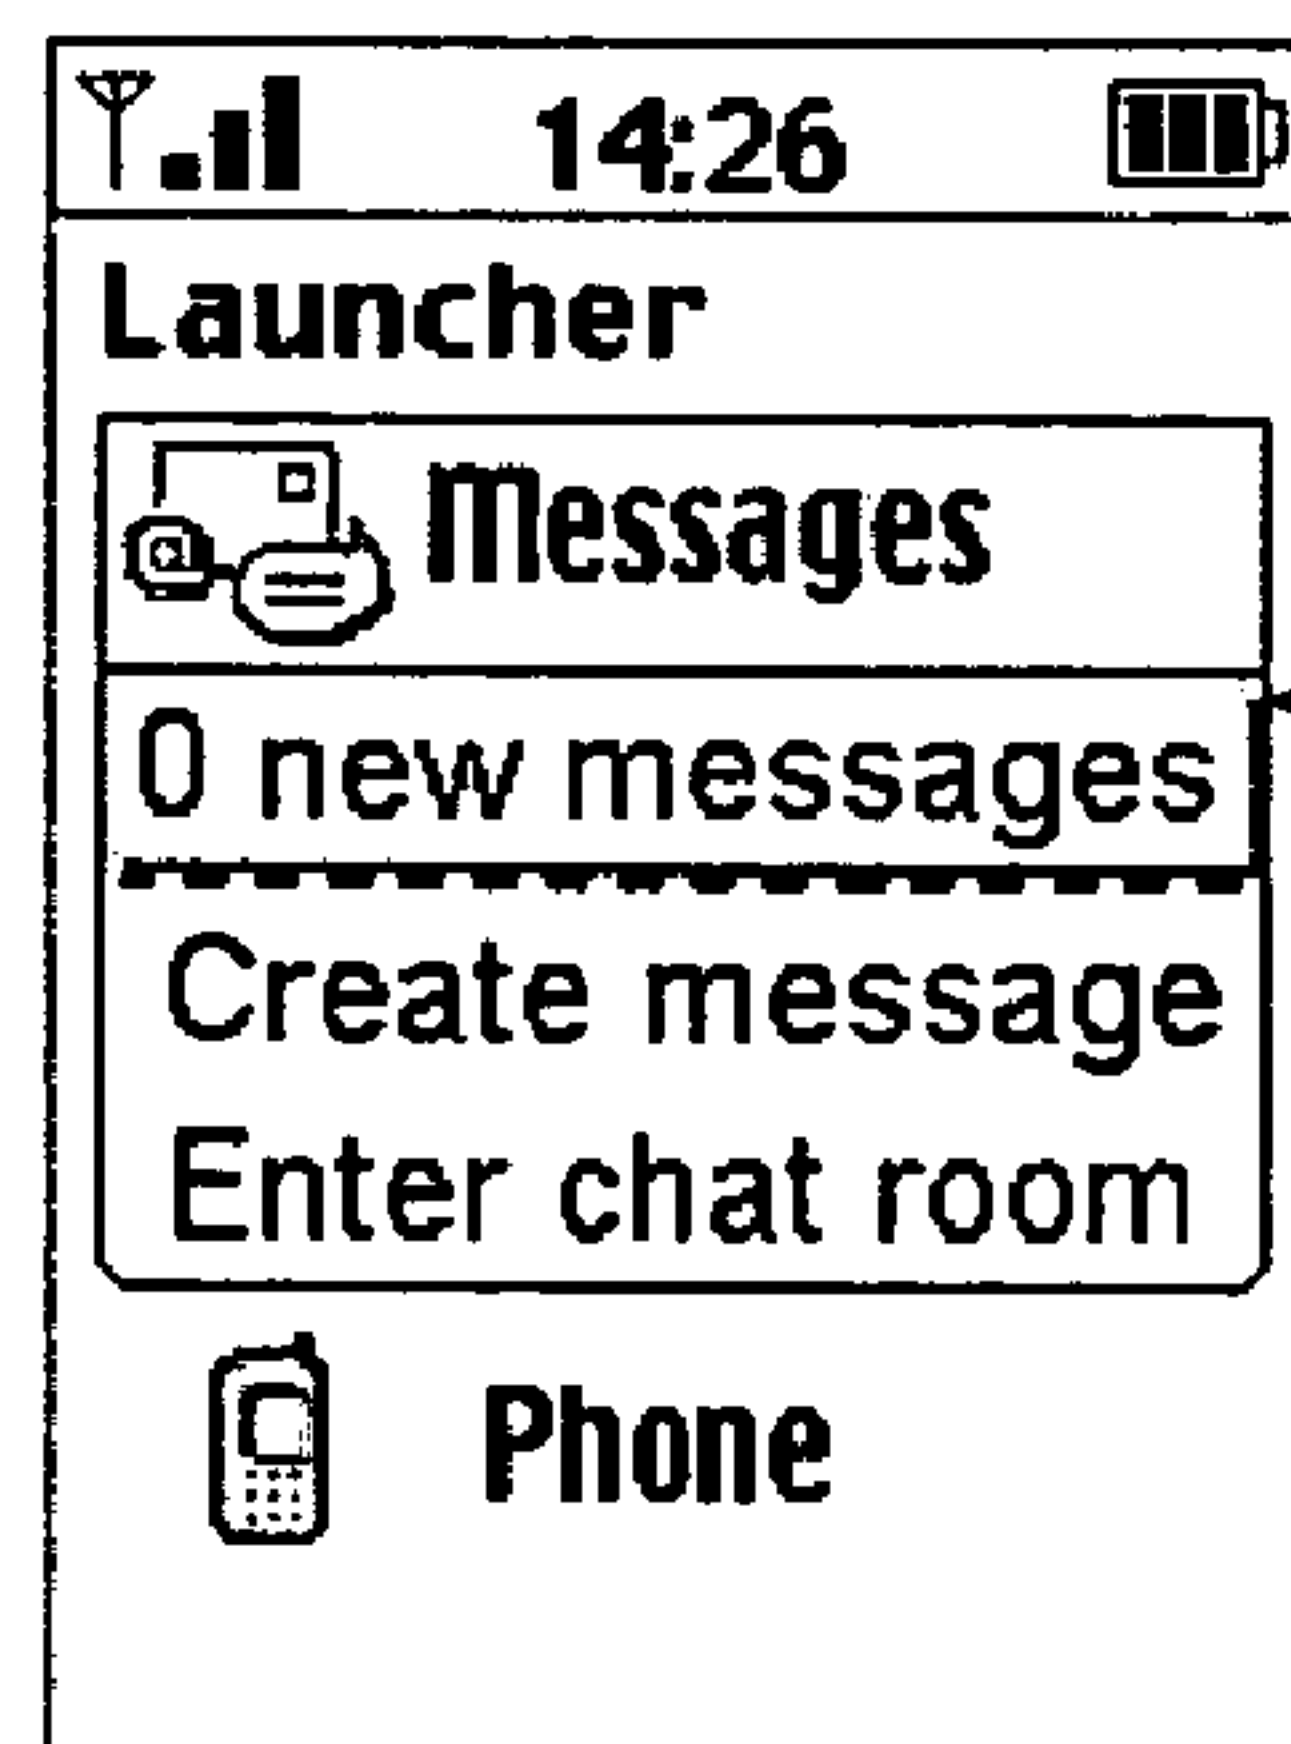 14:26
Launcher
Messages
0 new messages
Create message
Enter chat room
Phone